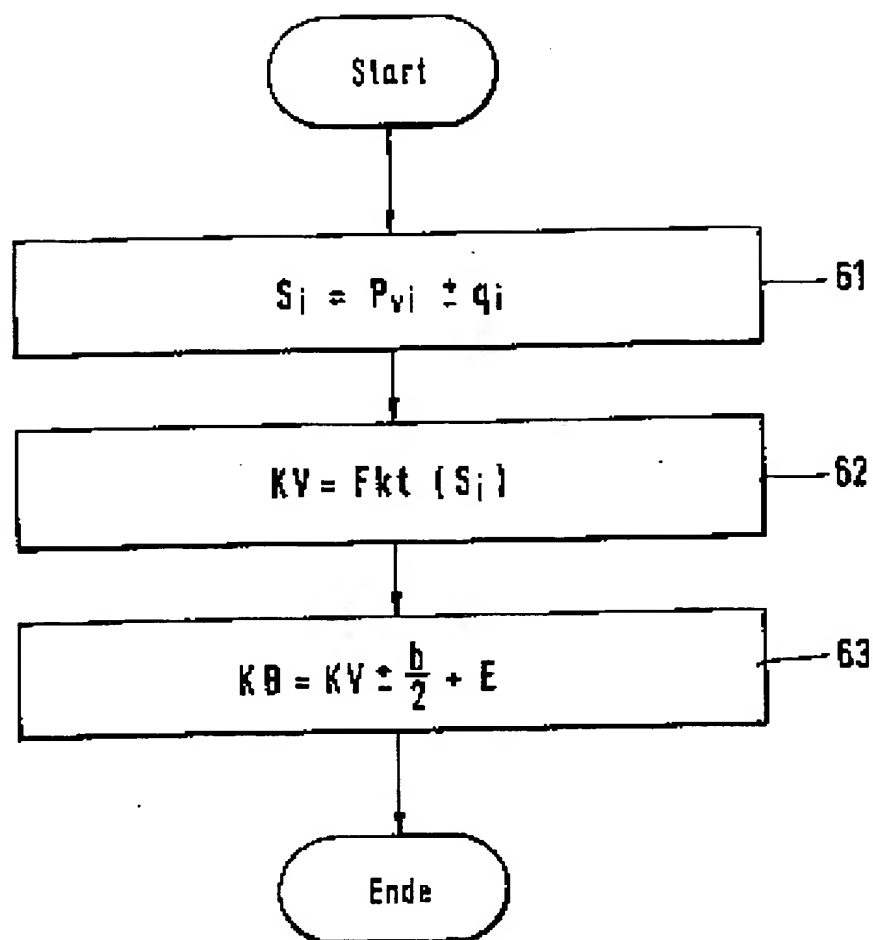 Start
Si = Pvi ± qi
61
KV = Fkt (Si)
62
KB = KV ± b/2 + E
63
Ende